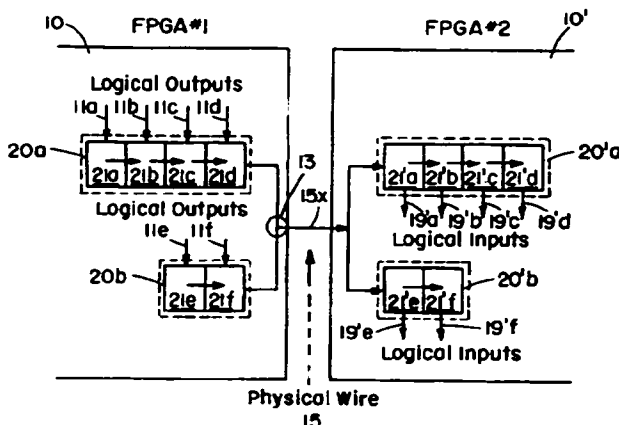 10 FPGA#1 FPGA#2 10'
Logical Outputs
11a 11b 11c 11d
20a 20'a
21a 21b 21c 21d 13 15x 21'a 21'b 21'c 21'd
19'a 19'b 19'c 19'd
Logical Outputs Logical Inputs
11e 11f
20b 20'b
21e 21f 21'e 21'f
19'e 19'f
Logical Inputs
Physical Wire
15